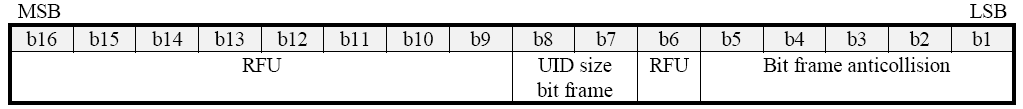 MSB LSB
b16 b15 b14 b13 b12 b11 b10 b9 b8 b7 b6 b5 b4 b3 b2 b1
RFU UID size RFU Bit frame anticollision
bit frame